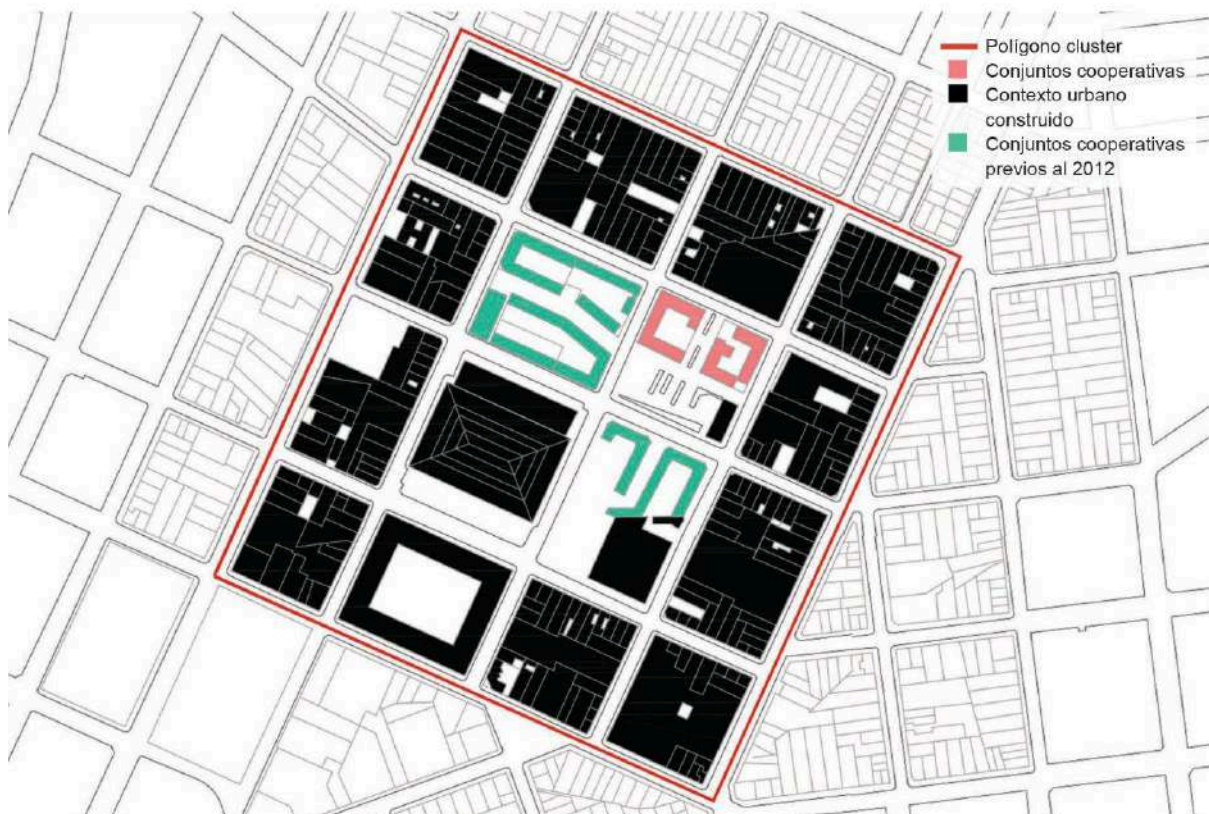 Polígono cluster
Conjuntos cooperativas
Contexto urbano
construido
Conjuntos cooperativas
previos al 2012